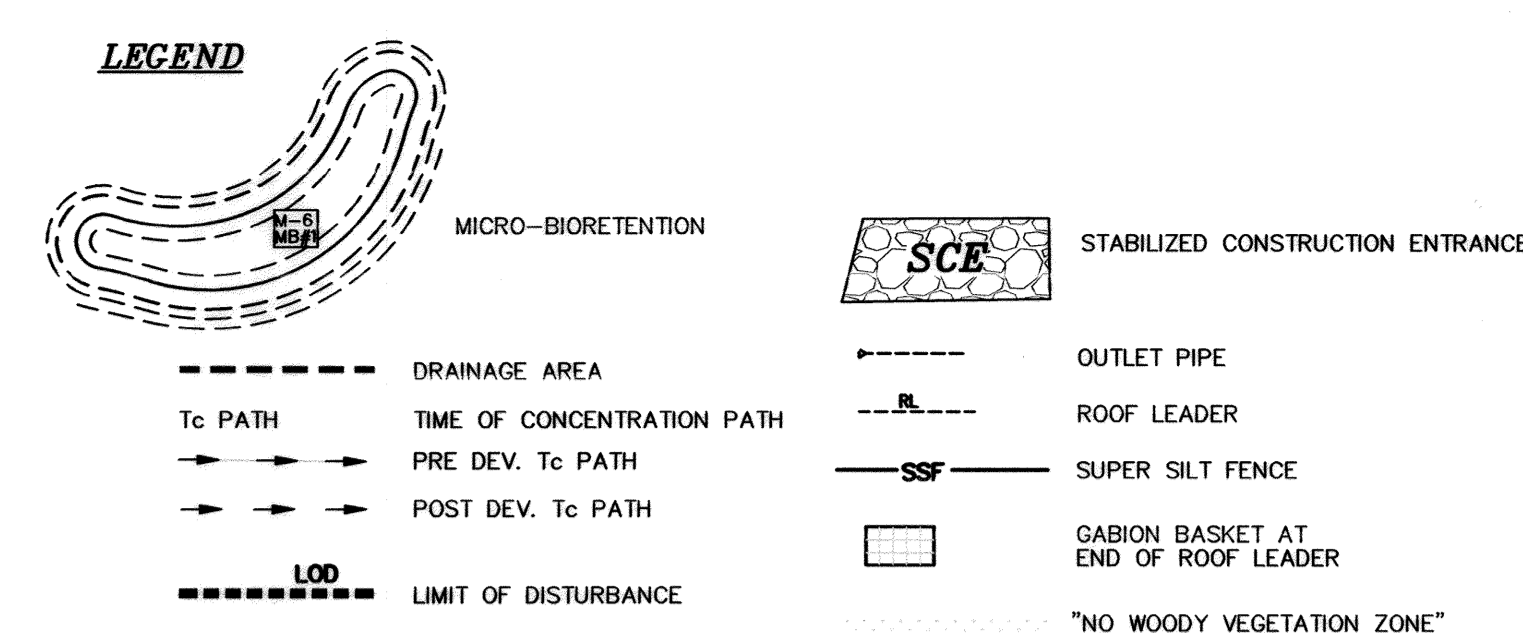 LEGEND
M-6
MB#1
MICRO-BIORETENTION
DRAINAGE AREA
Tc PATH TIME OF CONCENTRATION PATH
PRE DEV. Tc PATH
POST DEV. Tc PATH
LOD
LIMIT OF DISTURBANCE
SCE
STABILIZED CONSTRUCTION ENTRANCE
OUTLET PIPE
RL
ROOF LEADER
SSF
SUPER SILT FENCE
GABION BASKET AT
END OF ROOF LEADER
"NO WOODY VEGETATION ZONE"